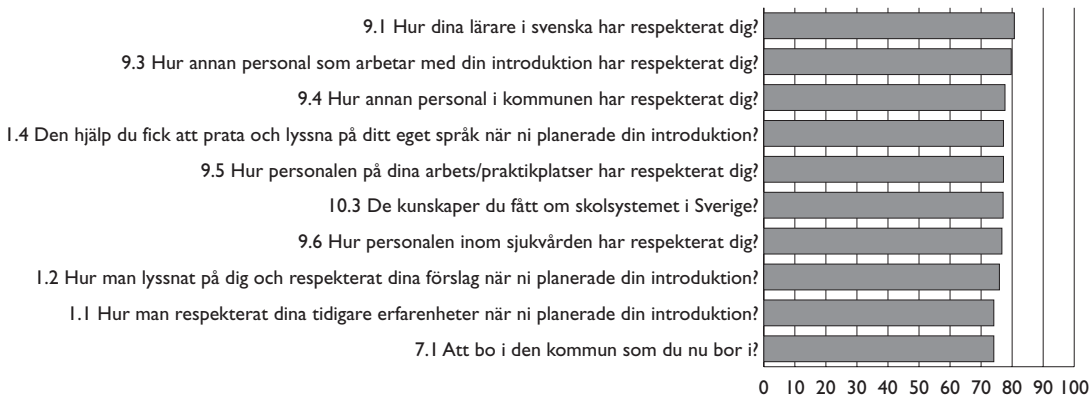 9.1 Hur dina lärare i svenska har respekterat dig?
9.3 Hur annan personal som arbetar med din introduktion har respekterat dig?
9.4 Hur annan personal i kommunen har respekterat dig?
1.4 Den hjälp du fick att prata och lyssna på ditt eget språk när ni planerade din introduktion?
9.5 Hur personalen på dina arbets/praktikplatser har respekterat dig?
10.3 De kunskaper du fått om skolsystemet i Sverige?
9.6 Hur personalen inom sjukvården har respekterat dig?
1.2 Hur man lyssnat på dig och respekterat dina förslag när ni planerade din introduktion?
1.1 Hur man respekterat dina tidigare erfarenheter när ni planerade din introduktion?
7.1 Att bo i den kommun som du nu bor i?
0 10 20 30 40 50 60 70 80 90 100